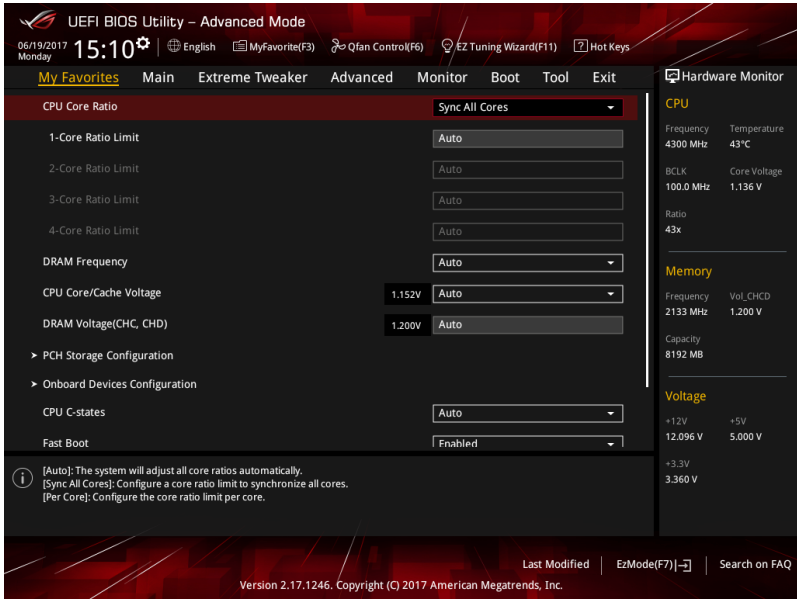 UEFI BIOS Utility – Advanced Mode
06/19/2017 Monday 15:10 English MyFavorite(F3) Qfan Control(F6) EZ Tuning Wizard(F11) ? Hot Keys
My Favorites Main Extreme Tweaker Advanced Monitor Boot Tool Exit
CPU Core Ratio Sync All Cores
1-Core Ratio Limit Auto
2-Core Ratio Limit Auto
3-Core Ratio Limit Auto
4-Core Ratio Limit Auto
DRAM Frequency Auto
CPU Core/Cache Voltage 1.152V Auto
DRAM Voltage(CHC, CHD) 1.200V Auto
PCH Storage Configuration
Onboard Devices Configuration
CPU C-states Auto
Fast Boot Enabled
[Auto]: The system will adjust all core ratios automatically.
[Sync All Cores]: Configure a core ratio limit to synchronize all cores.
[Per Core]: Configure the core ratio limit per core.
Hardware Monitor
CPU
Frequency Temperature
4300 MHz 43°C
BCLK Core Voltage
100.0 MHz 1.136 V
Ratio
43x
Memory
Frequency Vol_CHCD
2133 MHz 1.200 V
Capacity
8192 MB
Voltage
+12V +5V
12.096 V 5.000 V
+3.3V
3.360 V
Last Modified EzMode(F7) Search on FAQ
Version 2.17.1246. Copyright (C) 2017 American Megatrends, Inc.